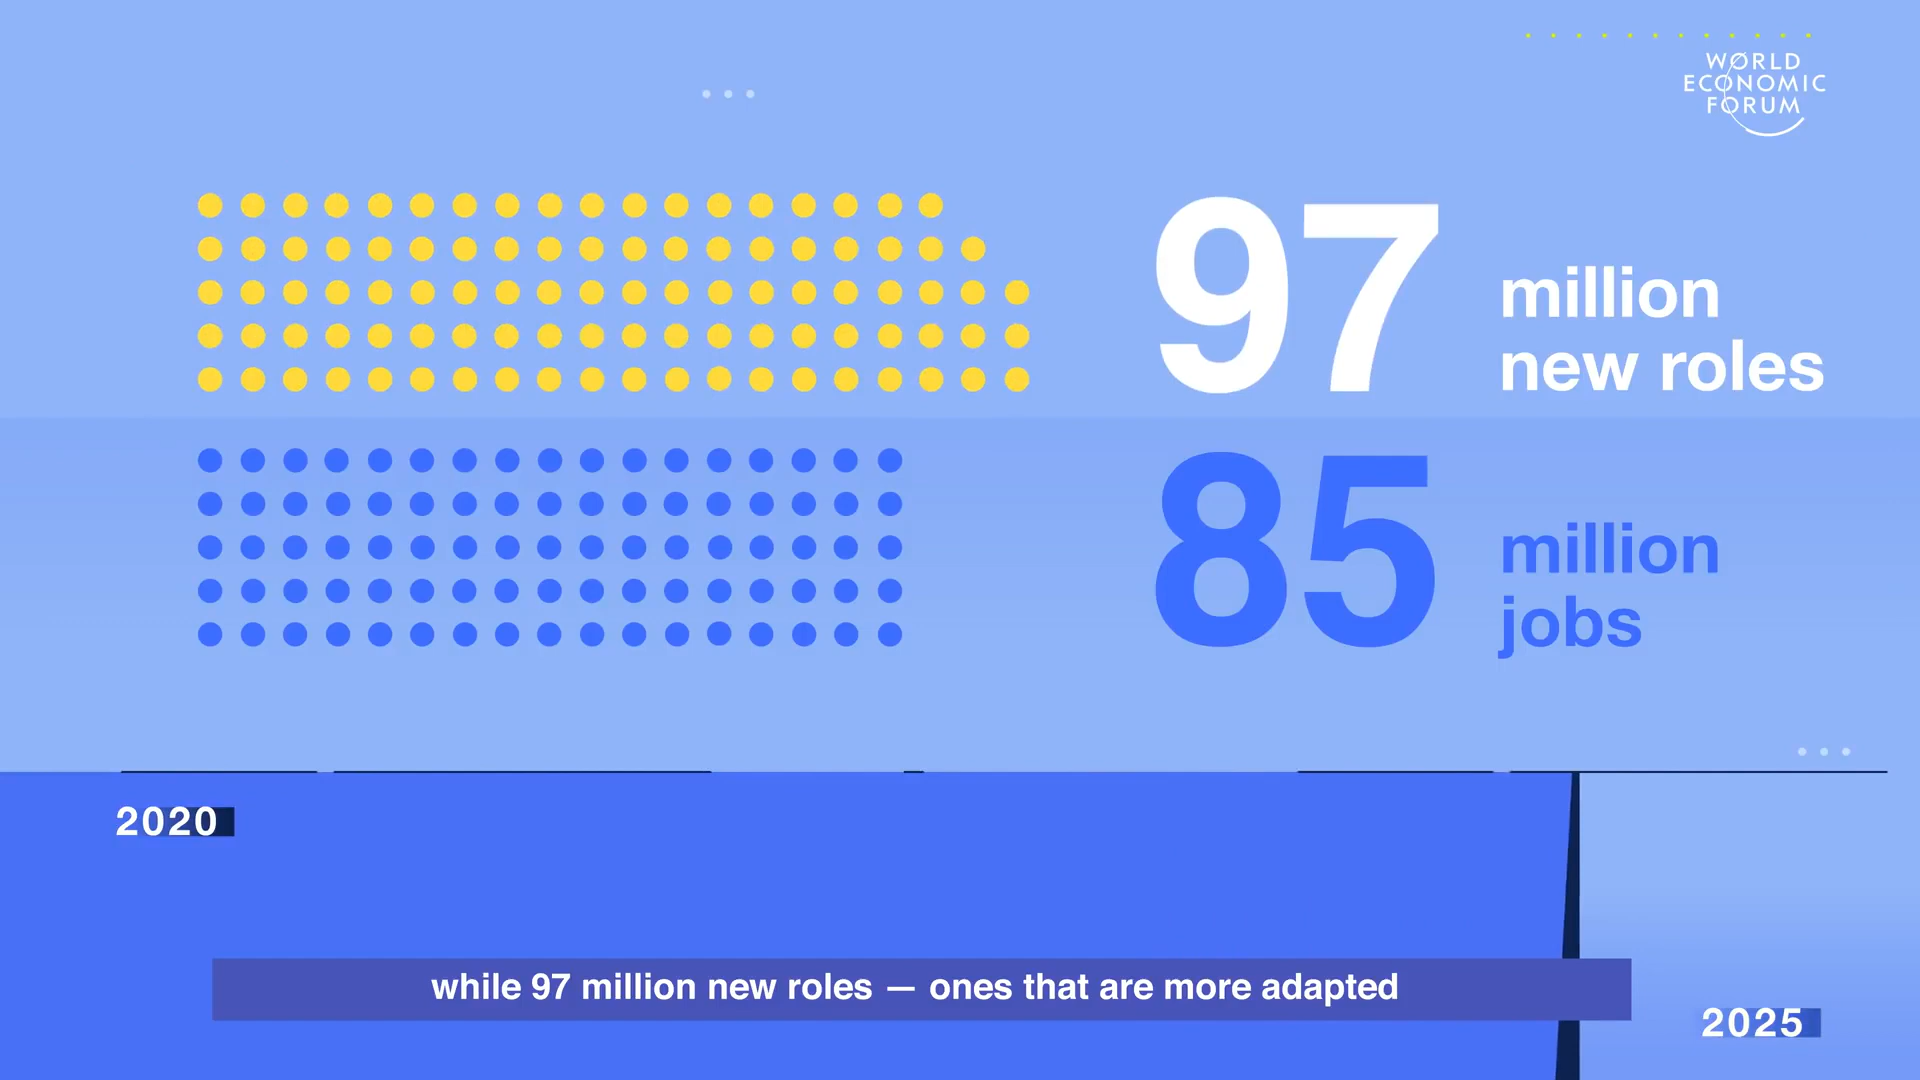 WORLD
ECONOMIC
FORUM
97
million
new roles
85
million
jobs
2020
while 97 million new roles — ones that are more adapted
2025